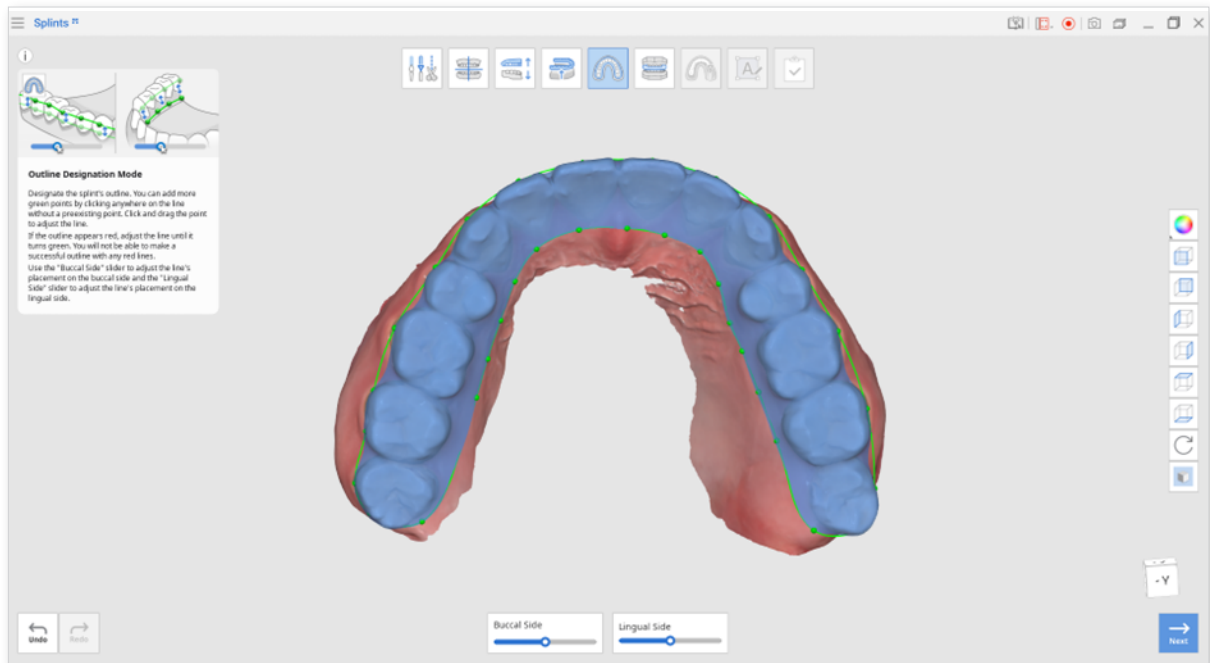 Splints
Outline Designation Mode
Designate the splint's outline. You can add more
green points by clicking anywhere on the line
without a preexisting point. Click and drag the point
to adjust the line.
If the outline appears red, adjust the line until it
turns green. You will not be able to make a
successful outline with any red lines.
Use the "Buccal Side" slider to adjust the line's
placement on the buccal side and the "Lingual
Side" slider to adjust the line's placement on the
lingual side.
A
- Y
Undo
Redo
Buccal Side
Lingual Side
Next